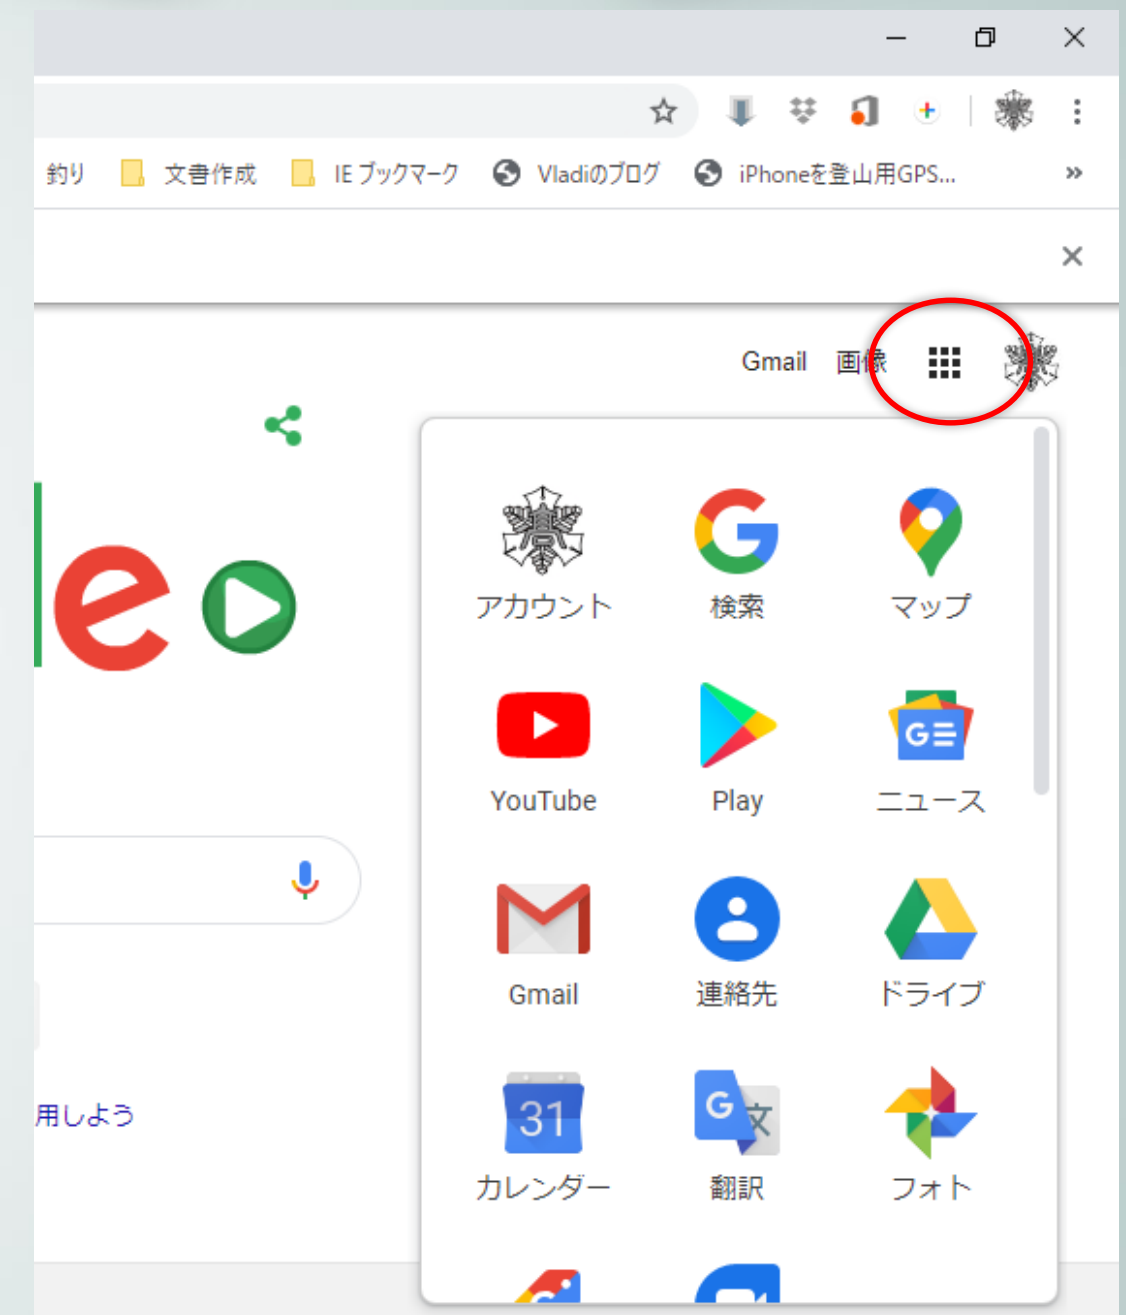 釣り 文書作成 IE ブックマーク Vladiのブログ iPhoneを登山用GPS...
Gmail 画像
e
アカウント 検索 マップ
G
YouTube Play ニュース
Gmail 連絡先 ドライブ
31 G 文
カレンダー 翻訳 フォト
用しよう